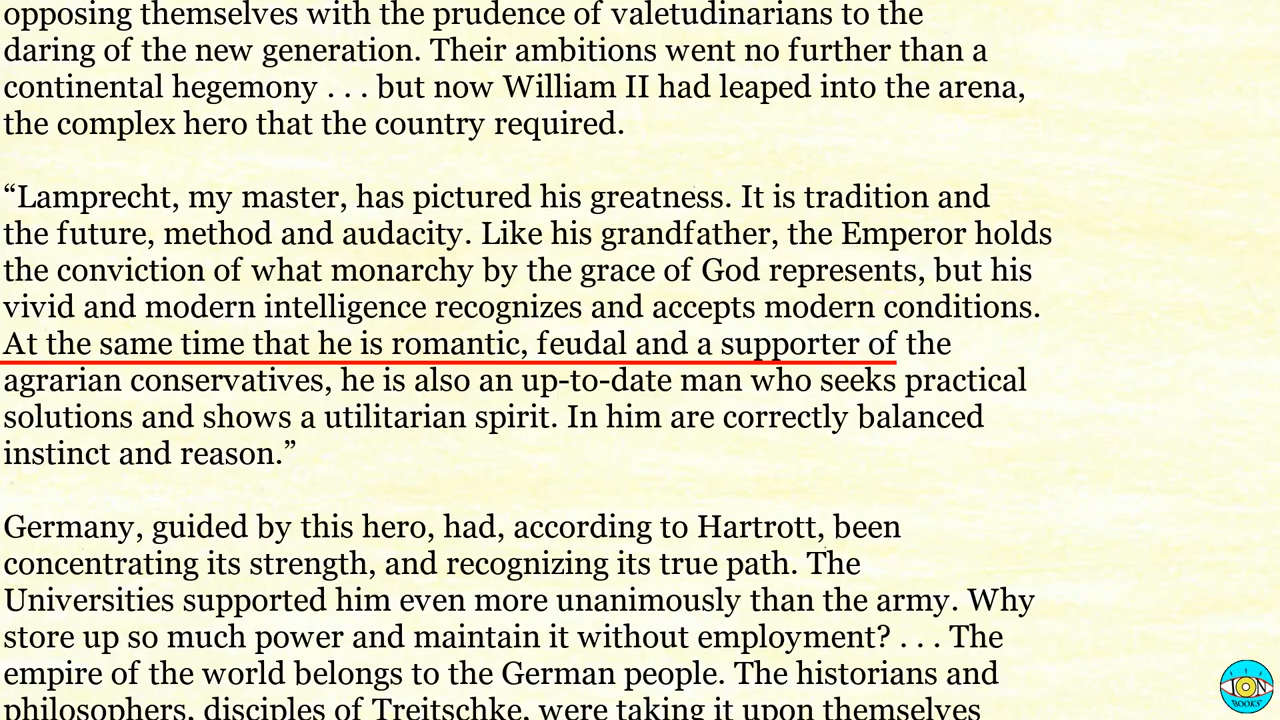 opposing themselves with the prudence of valetudinarians to the
daring of the new generation. Their ambitions went no further than a
continental hegemony . . . but now William II had leaped into the arena,
the complex hero that the country required.
“Lamprecht, my master, has pictured his greatness. It is tradition and
the future, method and audacity. Like his grandfather, the Emperor holds
the conviction of what monarchy by the grace of God represents, but his
vivid and modern intelligence recognizes and accepts modern conditions.
At the same time that he is romantic, feudal and a supporter of the
agrarian conservatives, he is also an up-to-date man who seeks practical
solutions and shows a utilitarian spirit. In him are correctly balanced
instinct and reason.”
Germany, guided by this hero, had, according to Hartrott, been
concentrating its strength, and recognizing its true path. The
Universities supported him even more unanimously than the army. Why
store up so much power and maintain it without employment? . . . The
empire of the world belongs to the German people. The historians and
philosophers, disciples of Treitschke, were taking it upon themselves
ION
BOOKS